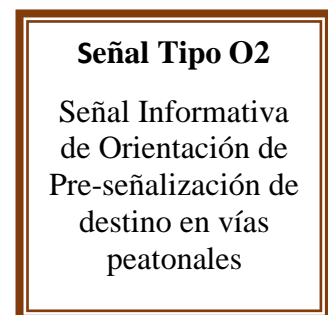 Señal Tipo O2
Señal Informativa
de Orientación de
Pre-señalización de
destino en vías
peatonales